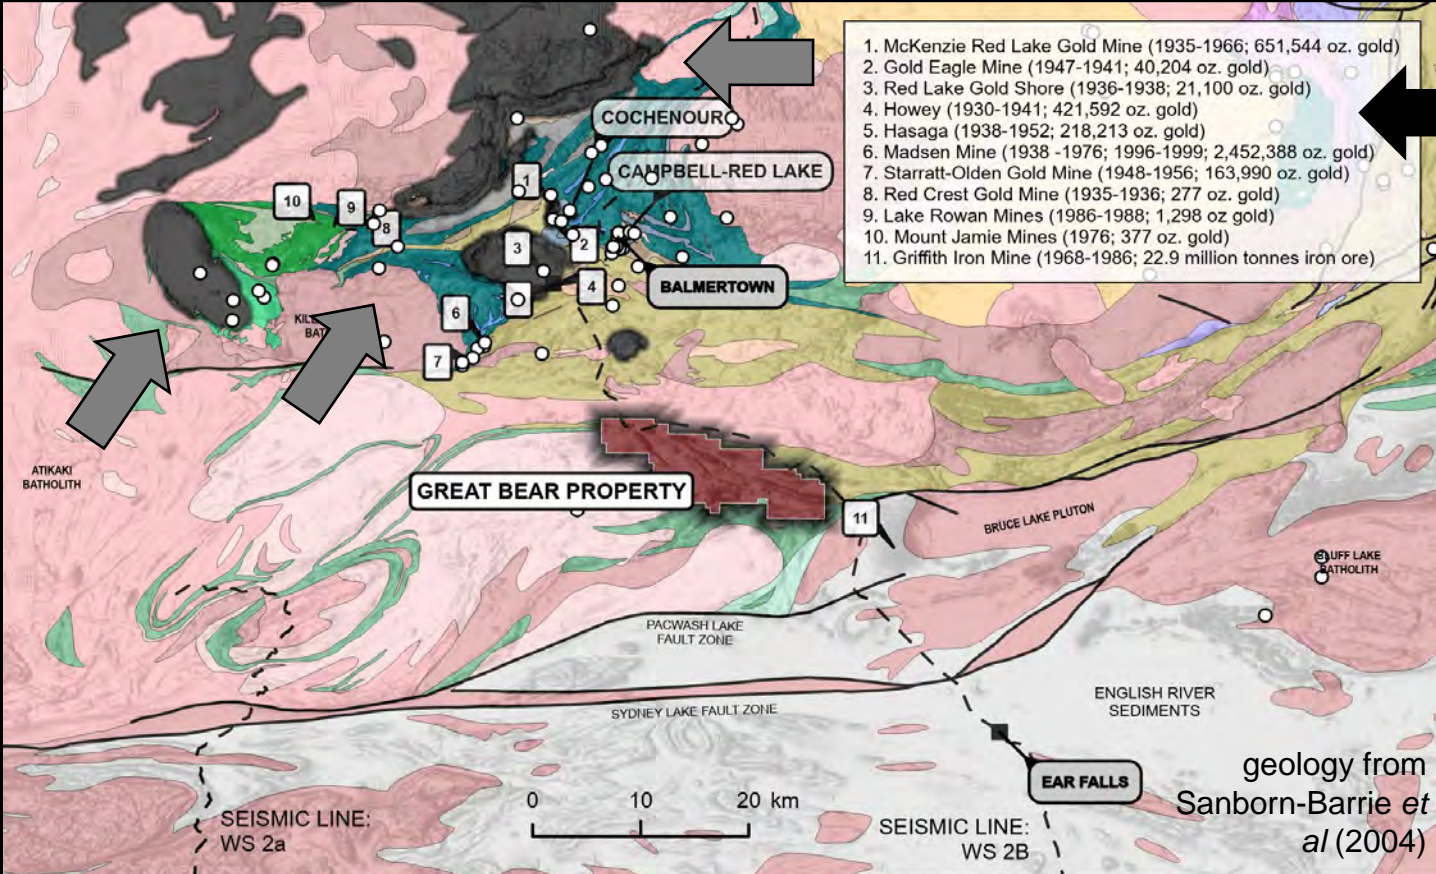 1. McKenzie Red Lake Gold Mine (1935-1966; 651,544 oz. gold)
2. Gold Eagle Mine (1947-1941; 40,204 oz. gold)
3. Red Lake Gold Shore (1936-1938; 21,100 oz. gold)
4. Howey (1930-1941; 421,592 oz. gold)
5. Hasaga (1938-1952; 218,213 oz. gold)
6. Madsen Mine (1938 -1976; 1996-1999; 2,452,388 oz. gold)
7. Starratt-Olden Gold Mine (1948-1956; 163,990 oz. gold)
8. Red Crest Gold Mine (1935-1936; 277 oz. gold)
9. Lake Rowan Mines (1986-1988; 1,298 oz gold)
10. Mount Jamie Mines (1976; 377 oz. gold)
11. Griffith Iron Mine (1968-1986; 22.9 million tonnes iron ore)
COCHENOUR
CAMPBELL-RED LAKE
1
10
9
8
3
2
4
BALMERTOWN
6
7
ATIKAKI
BATHOLITH
GREAT BEAR PROPERTY
11
BRUCE LAKE PLUTON
BLUFF LAKE
BATHOLITH
PACWASH LAKE
FAULT ZONE
SYDNEY LAKE FAULT ZONE
ENGLISH RIVER
SEDIMENTS
EAR FALLS
geology from
Sanborn-Barrie et
al (2004)
0 10 20 km
SEISMIC LINE:
WS 2a
SEISMIC LINE:
WS 2B